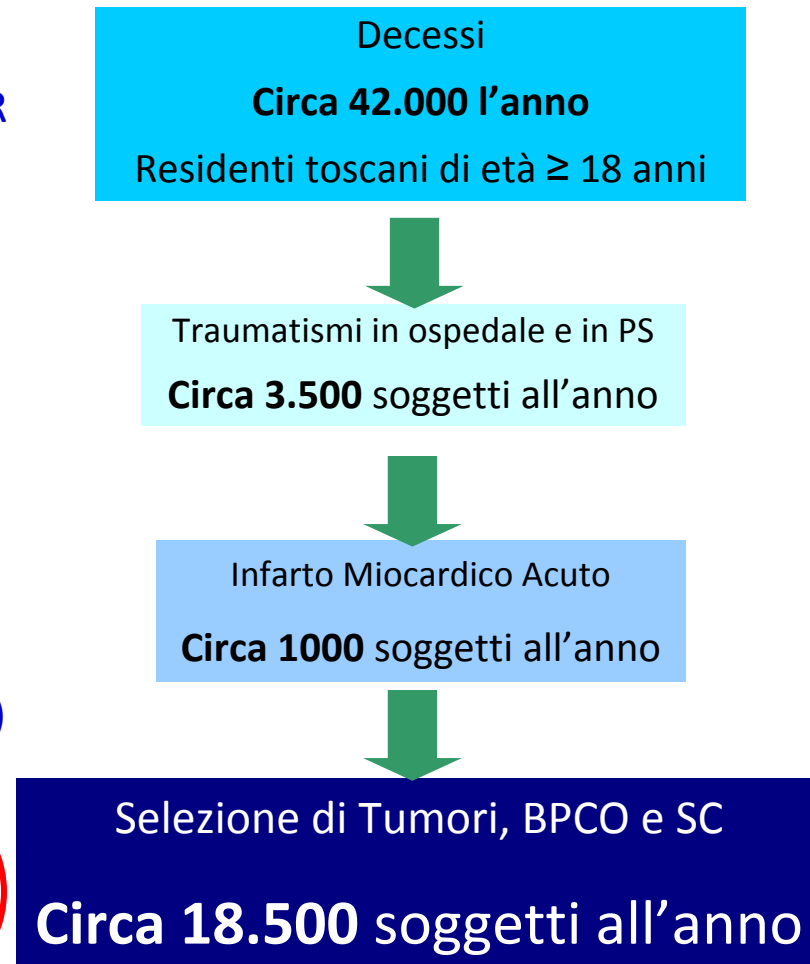 Decessi
Circa 42.000 l’anno
Residenti toscani di età ≥ 18 anni
R
Traumatismi in ospedale e in PS
Circa 3.500 soggetti all’anno
Infarto Miocardico Acuto
Circa 1000 soggetti all’anno
)
Selezione di Tumori, BPCO e SC
Circa 18.500 soggetti all’anno